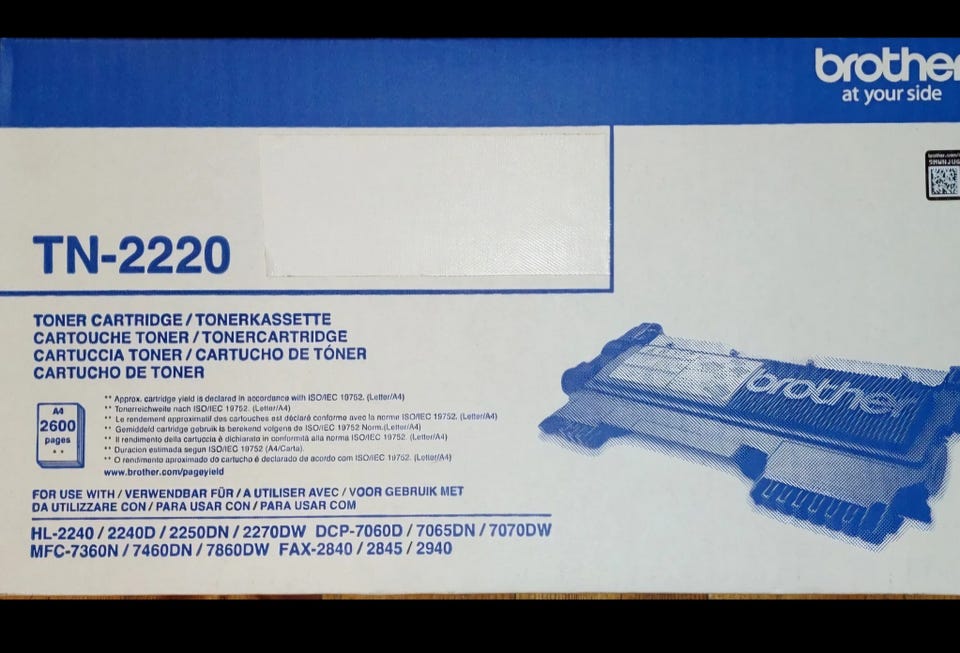 brother
at your side
TN-2220
TONER CARTRIDGE / TONERKASSETTE
CARTOUCHE TONER / TONERCARTRIDGE
CARTUCCIA TONER / CARTUCHO DE TÓNER
CARTUCHO DE TONER
A4
2600
pages
**
** Approx. cartridge yield is declared in accordance with ISO/IEC 19752. (Letter/A4)
** Tonerreichweite nach ISO/IEC 19752. (Letter/A4)
** Le rendement approximatif des cartouches est déclaré conforme avec la norme ISO/IEC 19752. (Letter/A4)
** Gemiddeld cartridge gebruik is berekend volgens de ISO/IEC 19752 Norm.(Letter/A4)
** Il rendimento della cartuccia è dichiarato in conformità alla norma ISO/IEC 19752. (Letter/A4)
** Duracion estimada segun ISO/IEC 19752 (A4/Carta).
** O rendimento aproximado do cartucho é declarado de acordo com ISO/IEC 19752. (Letter/A4)
www.brother.com/pageyield
FOR USE WITH / VERWENDBAR FÜR / A UTILISER AVEC / VOOR GEBRUIK MET
DA UTILIZZARE CON / PARA USAR CON / PARA USAR COM
HL-2240 / 2240D / 2250DN / 2270DW DCP-7060D / 7065DN / 7070DW
MFC-7360N / 7460DN / 7860DW FAX-2840 / 2845 / 2940
brother